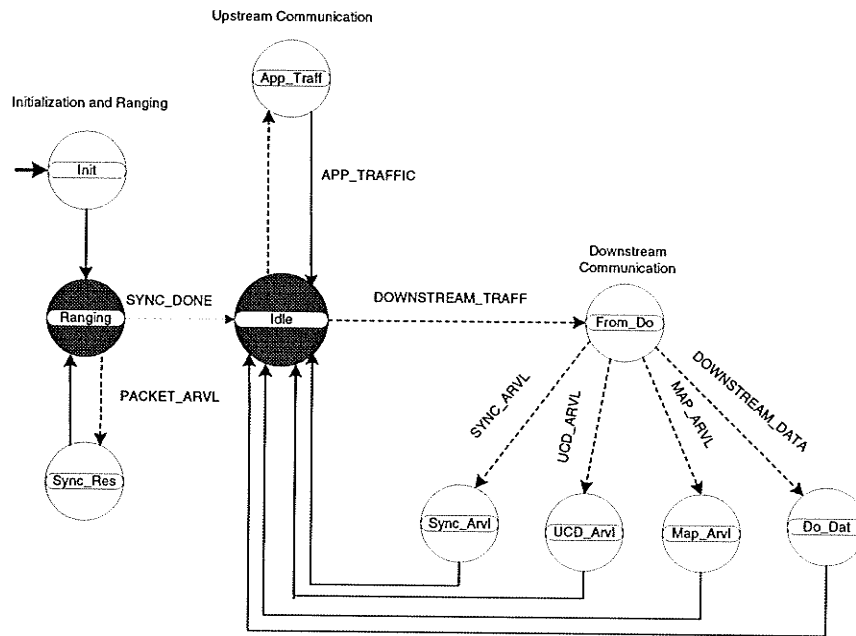 Upstream Communication
App_Traff
Initialization and Ranging
Init
APP_TRAFFIC
Downstream
Communication
SYNC_DONE
DOWNSTREAM_TRAFF
Ranging
Idle
From_Do
PACKET_ARVL
SYNC_ARVL
UCD_ARVL
MAP_ARVL
DOWNSTREAM_DATA
Sync_Res
Sync_Arvl
UCD_Arvl
Map_Arvl
Do_Dat